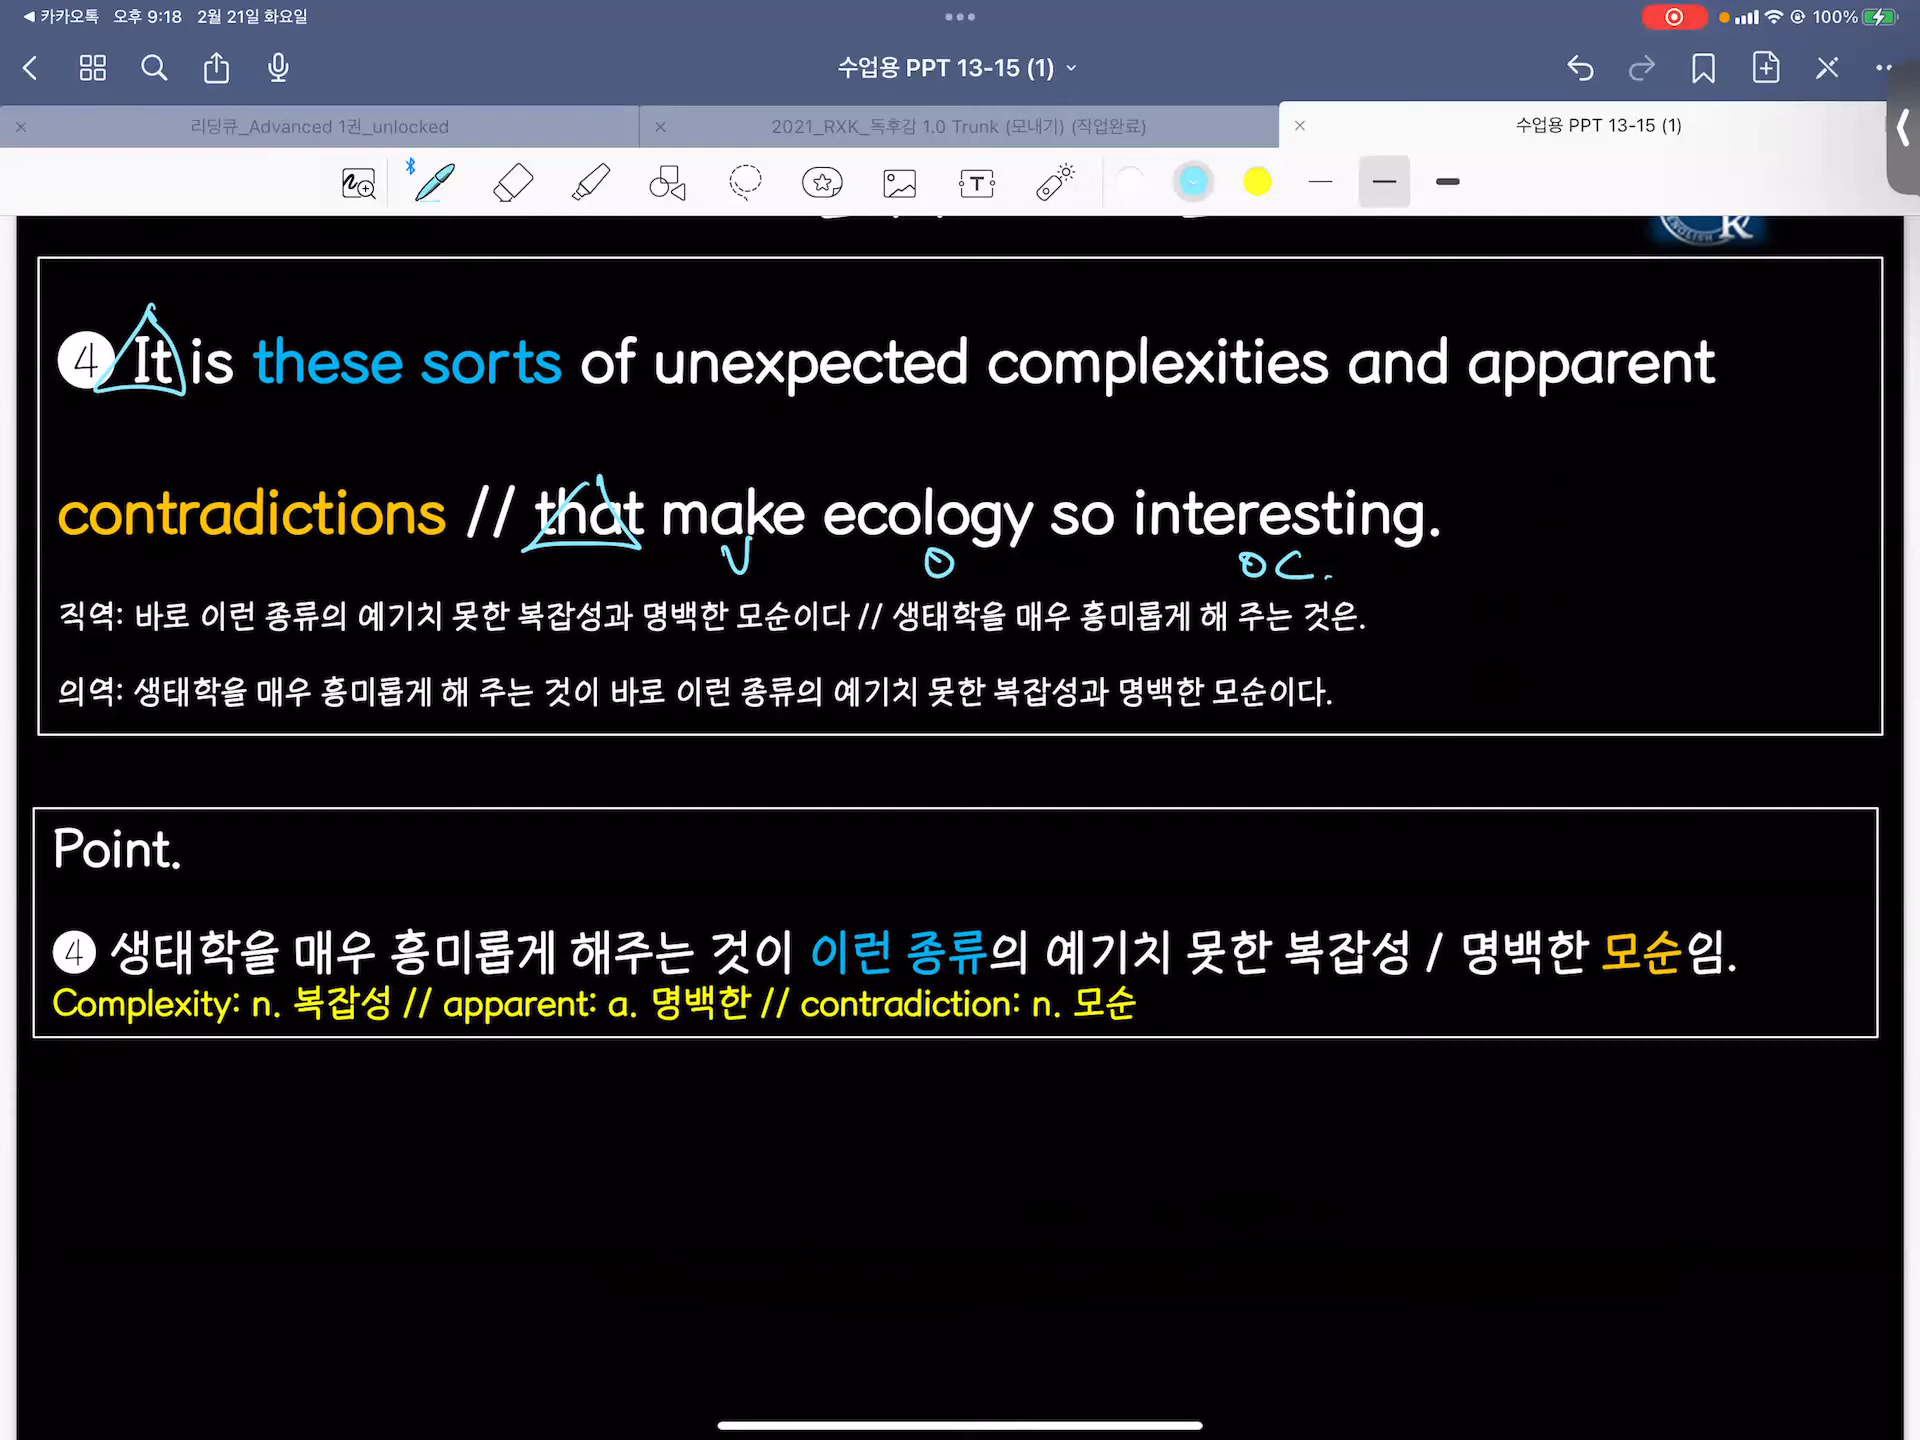 ◀ 카카오톡 오후 9:18 2월 21일 화요일
100%
수업용 PPT 13-15 (1)
리딩큐_Advanced 1권_unlocked
2021_RXK_독후감 1.0 Trunk (모내기) (작업완료)
수업용 PPT 13-15 (1)
T
ENGLISH K
④ It is these sorts of unexpected complexities and apparent
contradictions // that make ecology so interesting.
V O O C.
직역: 바로 이런 종류의 예기치 못한 복잡성과 명백한 모순이다 // 생태학을 매우 흥미롭게 해 주는 것은.
의역: 생태학을 매우 흥미롭게 해 주는 것이 바로 이런 종류의 예기치 못한 복잡성과 명백한 모순이다.
Point.
④ 생태학을 매우 흥미롭게 해주는 것이 이런 종류의 예기치 못한 복잡성 / 명백한 모순임.
Complexity: n. 복잡성 // apparent: a. 명백한 // contradiction: n. 모순